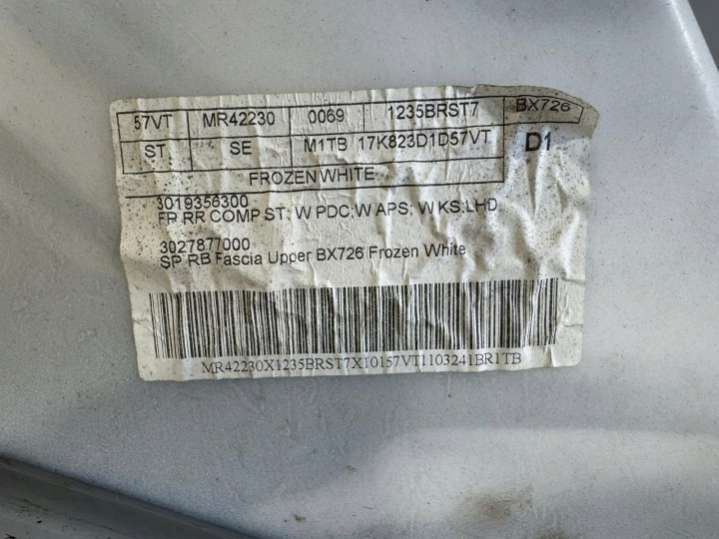 57VT MR42230 0069 1235BRST7 BX726
ST SE M1TB 17K823D1D57VT D1
FROZEN WHITE
3019356300
FP RR COMP ST; W PDC;W APS; W KS;LHD
3027877000
SP RB Fascia Upper BX726 Frozen White
MR42230X1235BRST7X10157VT1103241BR1TB